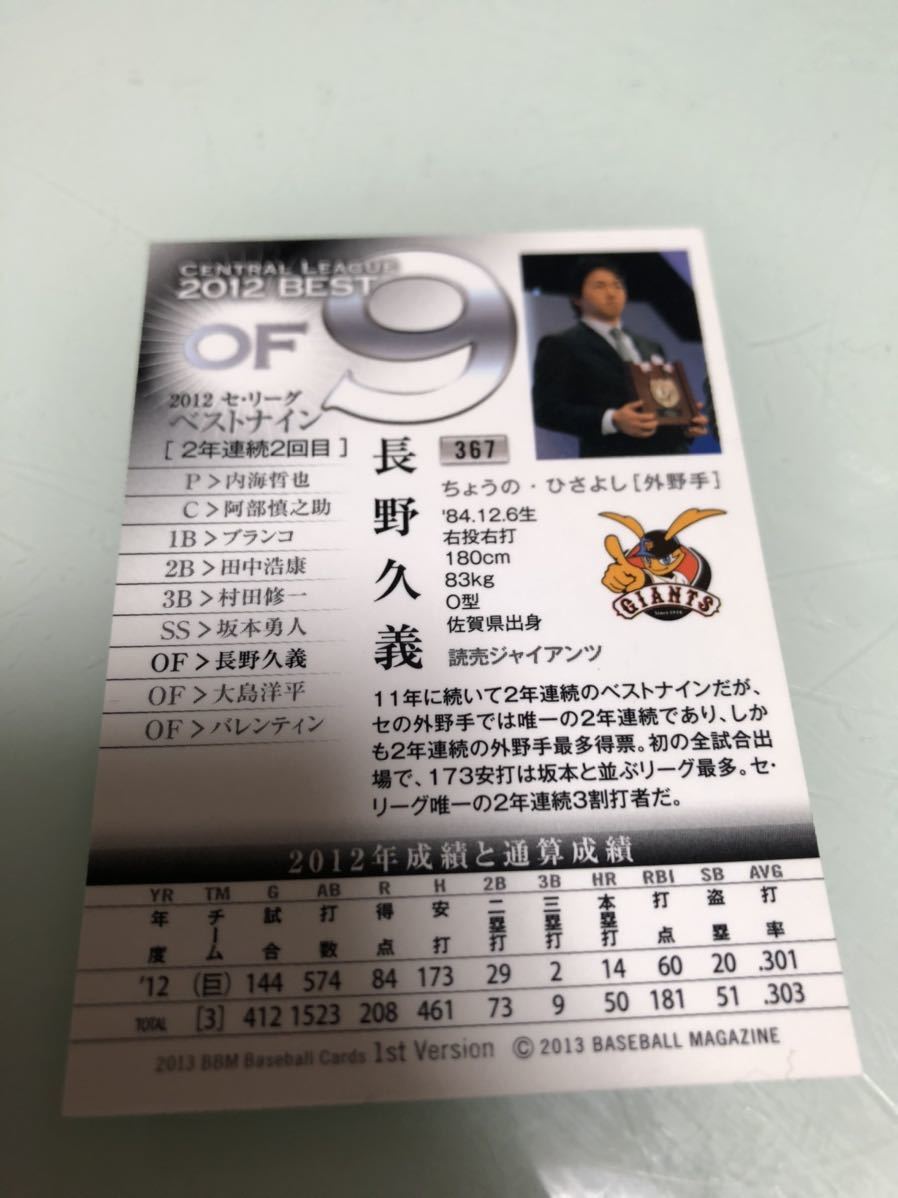 CENTRAL LEAGUE
2012 BEST 9
OF
2012 セ・リーグ
ベストナイン
[ 2年連続2回目 ]
P > 内海哲也
C > 阿部慎之助
1B > ブランコ
2B > 田中浩康
3B > 村田修一
SS > 坂本勇人
OF > 長野久義
OF > 大島洋平
OF > バレンティン
長野久義
367
ちょうの・ひさよし[外野手]
'84.12.6生
右投右打
180cm
83kg
O型
佐賀県出身
読売ジャイアンツ
GIANTS
Since 1934
11年に続いて2年連続のベストナインだが、
セの外野手では唯一の2年連続であり、しか
も2年連続の外野手最多得票。初の全試合出
場で、173安打は坂本と並ぶリーグ最多。セ・
リーグ唯一の2年連続3割打者だ。
2012年成績と通算成績
YR TM G AB R H 2B 3B HR RBI SB AVG
年度 チーム 試合 打数 得点 安打 二塁打 三塁打 本塁打 打点 盗塁 打率
'12 (巨) 144 574 84 173 29 2 14 60 20 .301
TOTAL [3] 412 1523 208 461 73 9 50 181 51 .303
2013 BBM Baseball Cards 1st Version © 2013 BASEBALL MAGAZINE